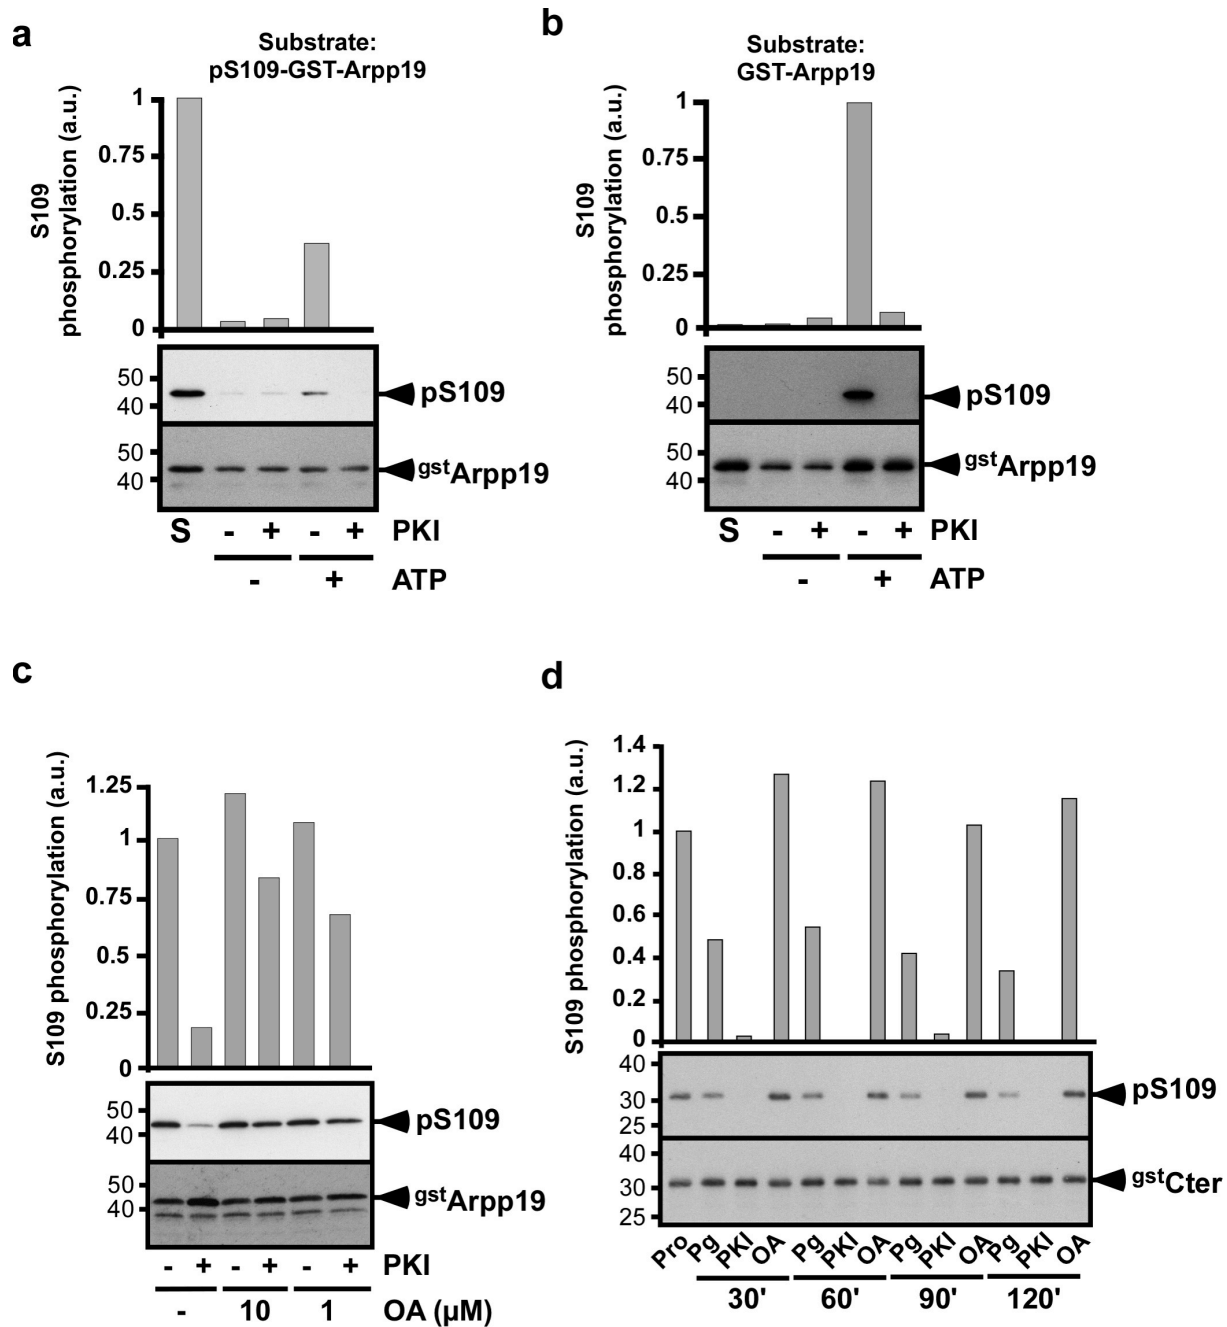 a
Substrate:
pS109-GST-Arpp19
S109
phosphorylation (a.u.)
1
0.75
0.5
0.25
0
50
40
pS109
50
40
gstArpp19
S - + - + PKI
- + ATP
b
Substrate:
GST-Arpp19
S109
phosphorylation (a.u.)
1
0.75
0.5
0.25
0
50
40
pS109
50
40
gstArpp19
S - + - + PKI
- + ATP
c
S109 phosphorylation (a.u.)
1.25
1
0.75
0.5
0.25
0
50
40
pS109
50
40
gstArpp19
- + - + - + PKI
- 10 1 OA (µM)
d
S109 phosphorylation (a.u.)
1.4
1.2
1
0.8
0.6
0.4
0.2
0
40
30
25
pS109
40
30
25
gstCter
Pro Pg PKI OA Pg PKI OA Pg PKI OA Pg PKI OA
30' 60' 90' 120'